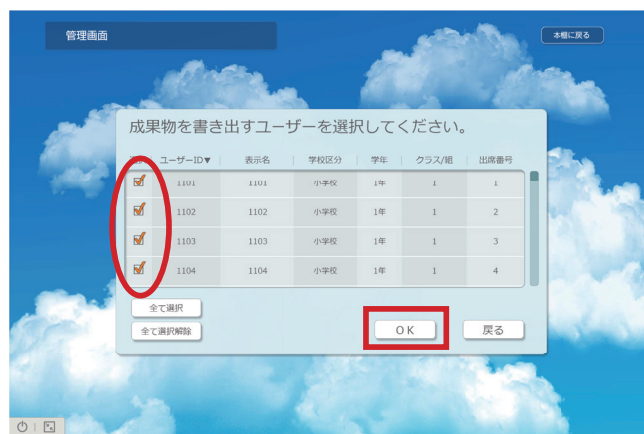 管理画面
本棚に戻る
成果物を書き出すユーザーを選択してください。
ユーザーID▼ 表示名 学校区分 学年 クラス/組 出席番号
1101 1101 小学校 1年 1 1
1102 1102 小学校 1年 1 2
1103 1103 小学校 1年 1 3
1104 1104 小学校 1年 1 4
全て選択
全て選択解除
OK
戻る